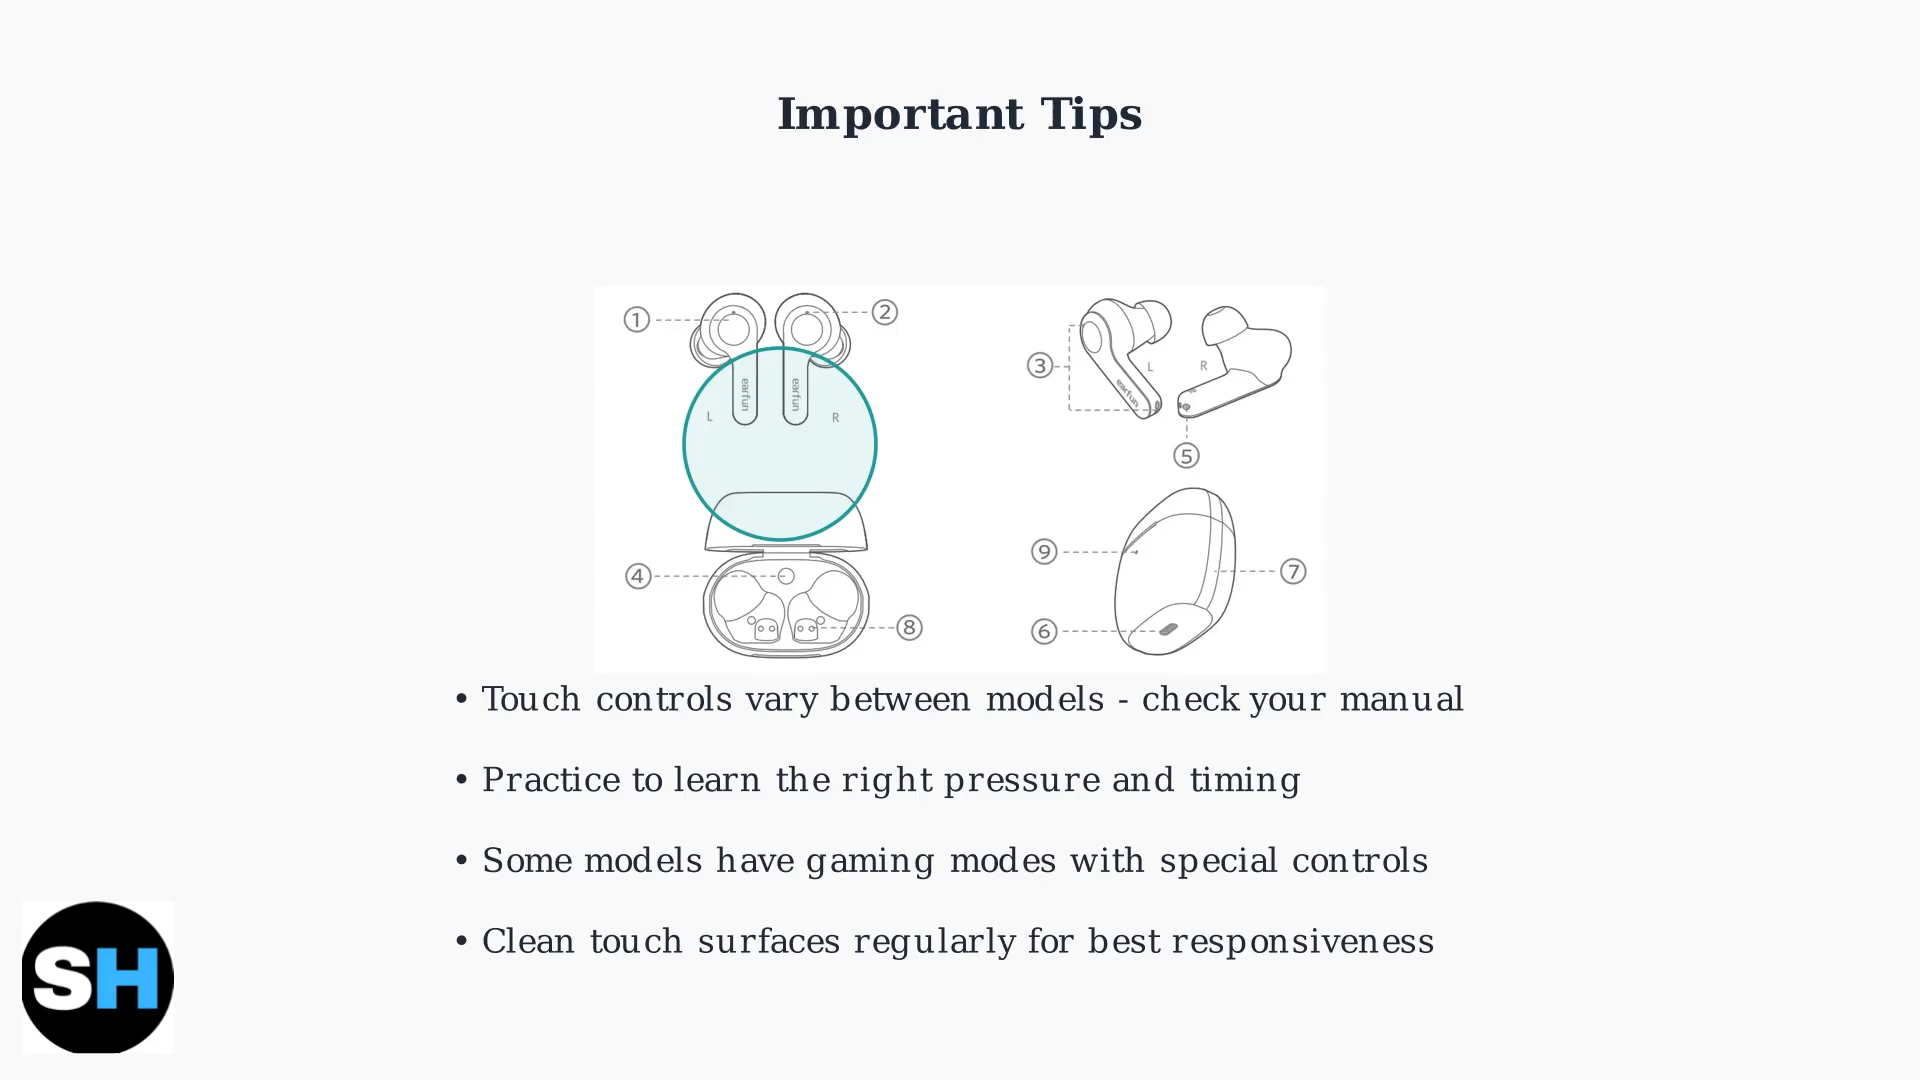 Important Tips
① ②
earfun earfun
L R
③
L R
earfun
⑤
④
⑧
⑨
⑦
⑥
• Touch controls vary between models - check your manual
• Practice to learn the right pressure and timing
• Some models have gaming modes with special controls
• Clean touch surfaces regularly for best responsiveness
SH